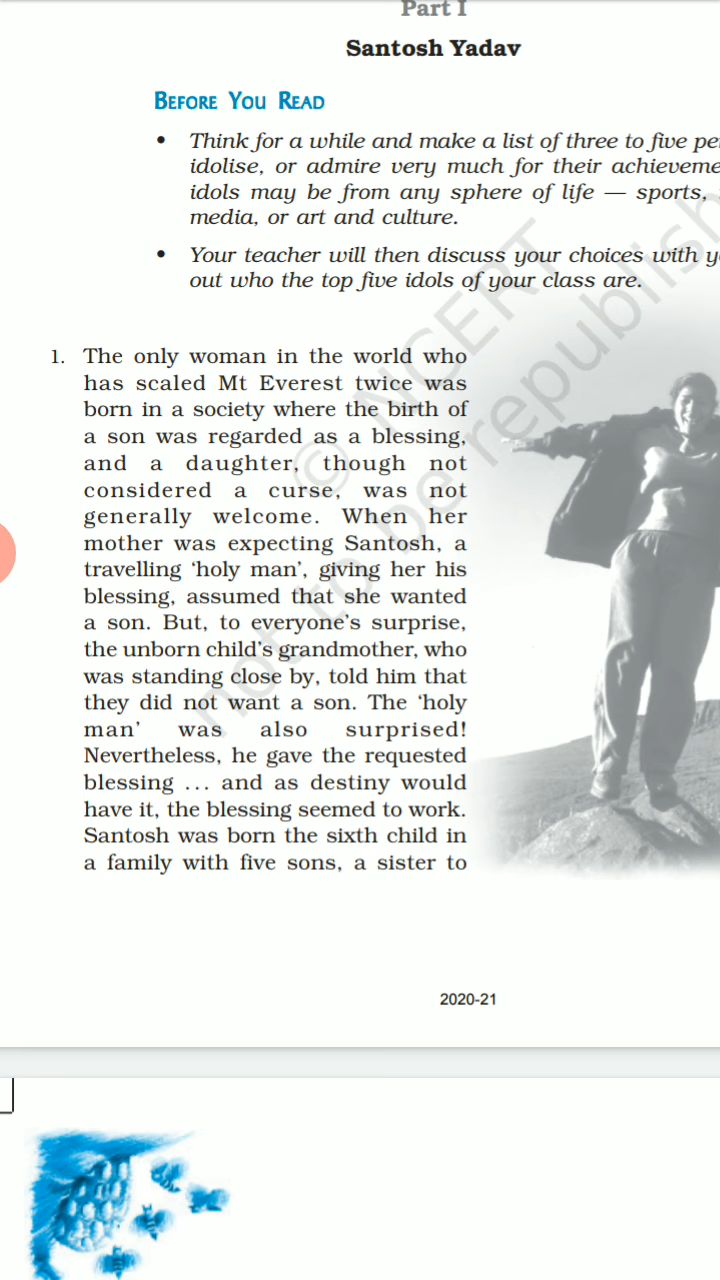 Part I
Santosh Yadav
BEFORE YOU READ
• Think for a while and make a list of three to five
idolise, or admire very much for their
idols may be from any sphere of life — sports,
media, or art and culture.
• Your teacher will then discuss your choices with
out who the top five idols of your class are.
1. The only woman in the world who
has scaled Mt Everest twice was
born in a society where the birth of
a son was regarded as a blessing,
and a daughter, though not
considered a curse, was not
generally welcome. When her
mother was expecting Santosh, a
travelling ‘holy man’, giving her his
blessing, assumed that she wanted
a son. But, to everyone’s surprise,
the unborn child’s grandmother, who
was standing close by, told him that
they did not want a son. The ‘holy
man’ was also surprised!
Nevertheless, he gave the requested
blessing ... and as destiny would
have it, the blessing seemed to work.
Santosh was born the sixth child in
a family with five sons, a sister to
© NCERT
not to be republish
2020-21